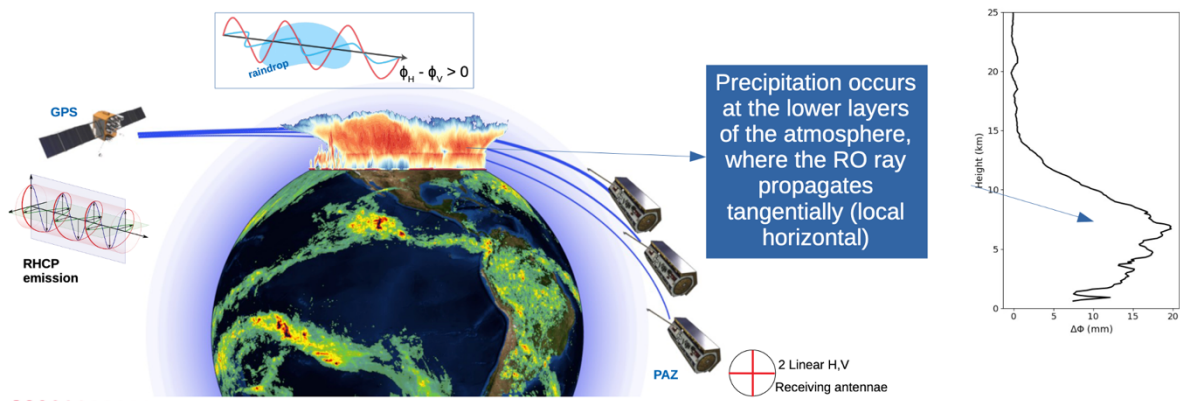 raindrop
ϕH - ϕV > 0
GPS
RHCP
emission
PAZ
2 Linear H,V
Receiving antennae
Precipitation occurs
at the lower layers
of the atmosphere,
where the RO ray
propagates
tangentially (local
horizontal)
25
20
15
10
5
0
Height (km)
0
5
10
15
20
ΔΦ (mm)